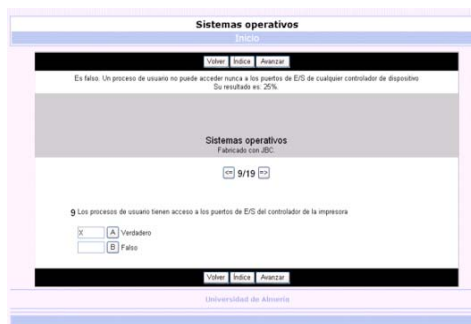 Sistemas operativos
Inicio
Volver Índice Avanzar
Es falso. Un proceso de usuario no puede acceder nunca a los puertos de E/S de cualquier controlador de dispositivo
Su resultado es: 25%.
Sistemas operativos
Fabricado con JBC.
<= 9/19 =>
9 Los procesos de usuario tienen acceso a los puertos de E/S del controlador de la impresora
X A Verdadero
B Falso
Volver Índice Avanzar
Universidad de Almería